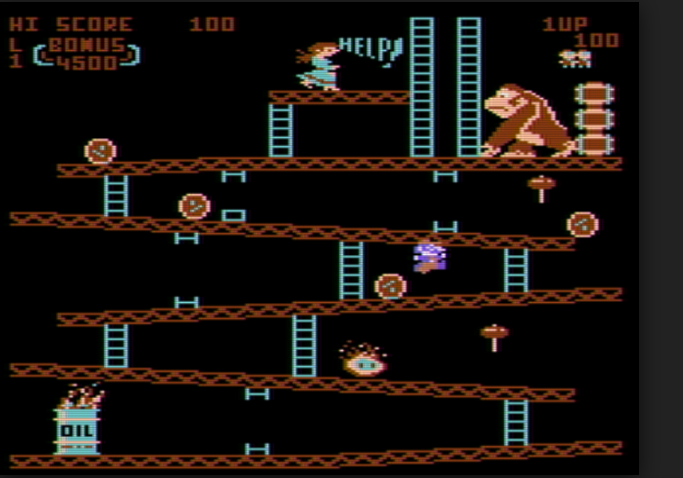 HI SCORE 100
1UP
100
L BONUS
1 4500
HELP!
OIL